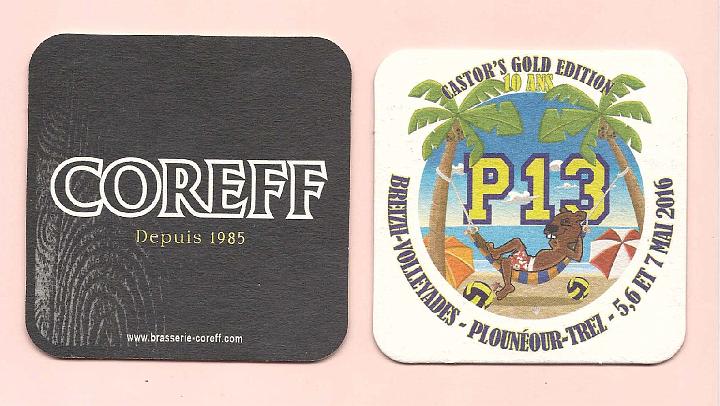 COREFF
Depuis 1985
www.brasserie-coreff.com
CASTOR'S GOLD EDITION
10 ANS
P13
BREIZAH-VOLLEYADES - PLOUNÉOUR-TREZ - 5,6 ET 7 MAI 2016